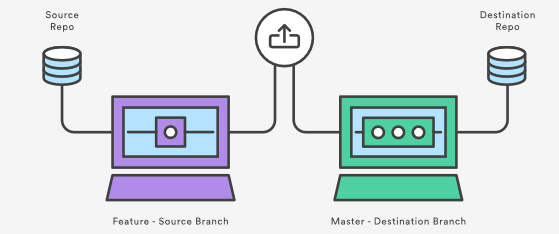 Source
Repo
Destination
Repo
Feature - Source Branch
Master - Destination Branch